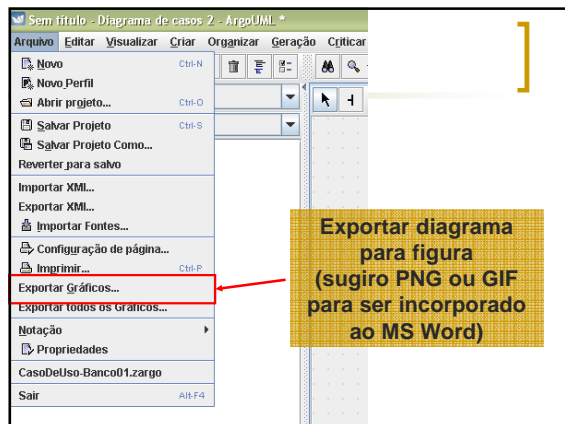 Sem título - Diagrama de casos 2 - ArgoUML *
Arquivo Editar Visualizar Criar Organizar Geração Criticar
Novo Ctrl-N
Novo Perfil
Abrir projeto... Ctrl-O
Salvar Projeto Ctrl-S
Salvar Projeto Como...
Reverter para salvo
Importar XMI...
Exportar XMI...
Importar Fontes...
Configuração de página...
Imprimir... Ctrl-P
Exportar Gráficos...
Exportar todos os Gráficos...
Notação
Propriedades
CasoDeUso-Banco01.zargo
Sair Alt-F4
Exportar diagrama
para figura
(sugiro PNG ou GIF
para ser incorporado
ao MS Word)